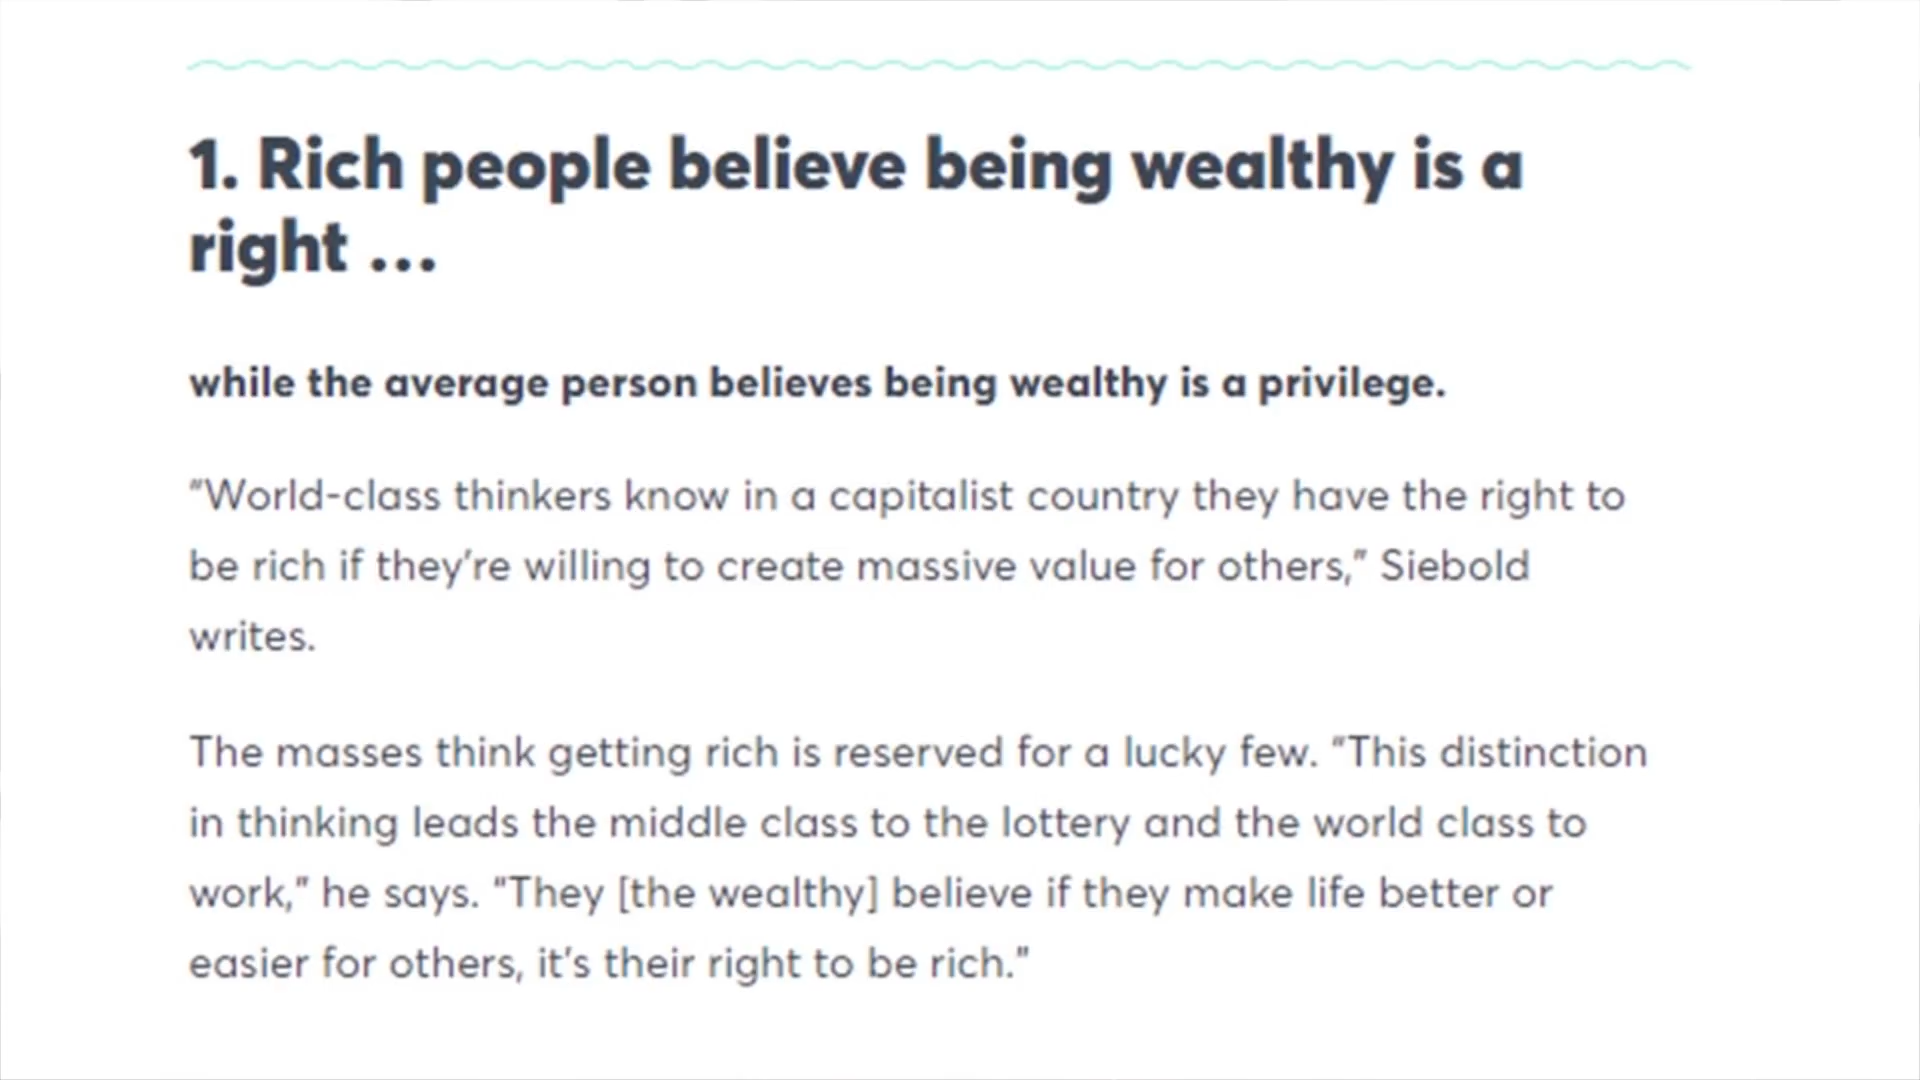 1. Rich people believe being wealthy is a
right ...
while the average person believes being wealthy is a privilege.
"World-class thinkers know in a capitalist country they have the right to
be rich if they're willing to create massive value for others," Siebold
writes.
The masses think getting rich is reserved for a lucky few. "This distinction
in thinking leads the middle class to the lottery and the world class to
work," he says. "They [the wealthy] believe if they make life better or
easier for others, it's their right to be rich."